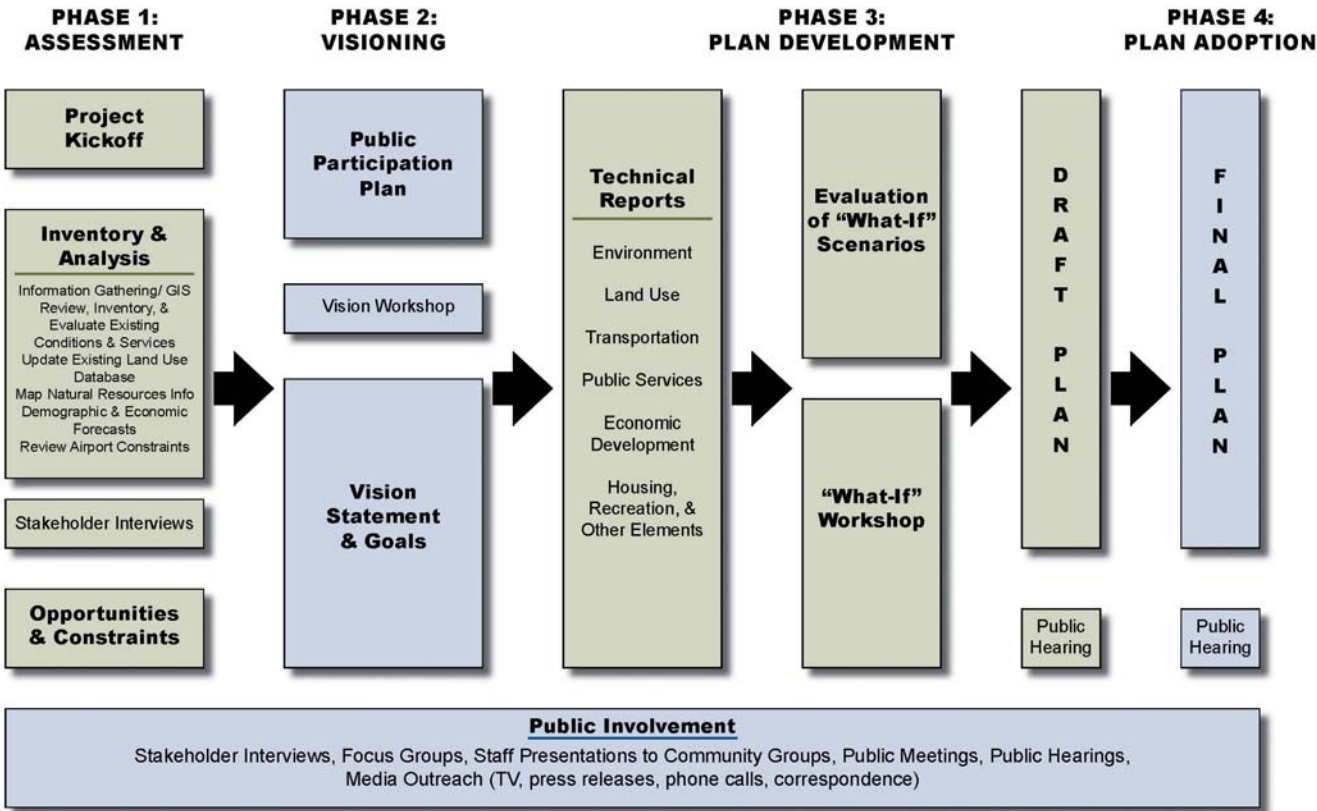 PHASE 1:
ASSESSMENT
Project
Kickoff
Inventory &
Analysis
Information Gathering/ GIS
Review, Inventory, &
Evaluate Existing
Conditions & Services
Update Existing Land Use
Database
Map Natural Resources Info
Demographic & Economic
Forecasts
Review Airport Constraints
Stakeholder Interviews
Opportunities
& Constraints
PHASE 2:
VISIONING
Public
Participation
Plan
Vision Workshop
Vision
Statement
& Goals
PHASE 3:
PLAN DEVELOPMENT
Technical
Reports
Environment
Land Use
Transportation
Public Services
Economic
Development
Housing,
Recreation, &
Other Elements
Evaluation
of “What-If”
Scenarios
“What-If”
Workshop
DRAFT PLAN
Public
Hearing
PHASE 4:
PLAN ADOPTION
FINAL PLAN
Public
Hearing
Public Involvement
Stakeholder Interviews, Focus Groups, Staff Presentations to Community Groups, Public Meetings, Public Hearings,
Media Outreach (TV, press releases, phone calls, correspondence)